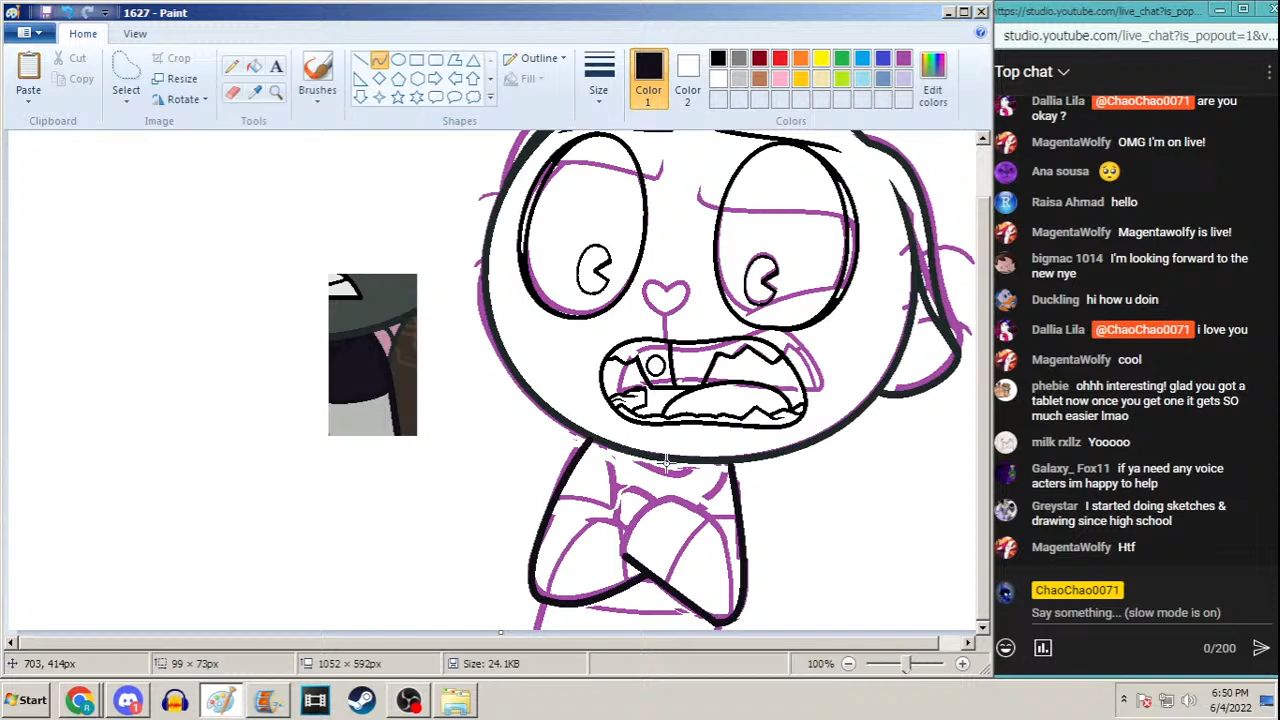 1627 - Paint
Home
View
Paste
Cut
Copy
Clipboard
Select
Crop
Resize
Rotate
Image
Tools
Brushes
Shapes
Outline
Fill
Size
Color 1
Color 2
Edit colors
Colors
https://studio.youtube.com/live_chat?is_pop...
studio.youtube.com/live_chat?is_popout=1&v...
Top chat
Dallia Lila @ChaoChao0071 are you
okay ?
MagentaWolfy OMG I'm on live!
Ana sousa 🥺
Raisa Ahmad hello
MagentaWolfy Magentawolfy is live!
bigmac 1014 I'm looking forward to the
new nye
Duckling hi how u doin
Dallia Lila @ChaoChao0071 i love you
MagentaWolfy cool
phebie ohhh interesting! glad you got a
tablet now once you get one it gets SO
much easier lmao
milk rxllz Yooooo
Galaxy_ Fox11 if ya need any voice
acters im happy to help
Greystar I started doing sketches &
drawing since high school
MagentaWolfy Htf
ChaoChao0071
Say something... (slow mode is on)
0/200
703, 414px
99 × 73px
1052 × 592px
Size: 24.1KB
100%
Start
6:50 PM
6/4/2022